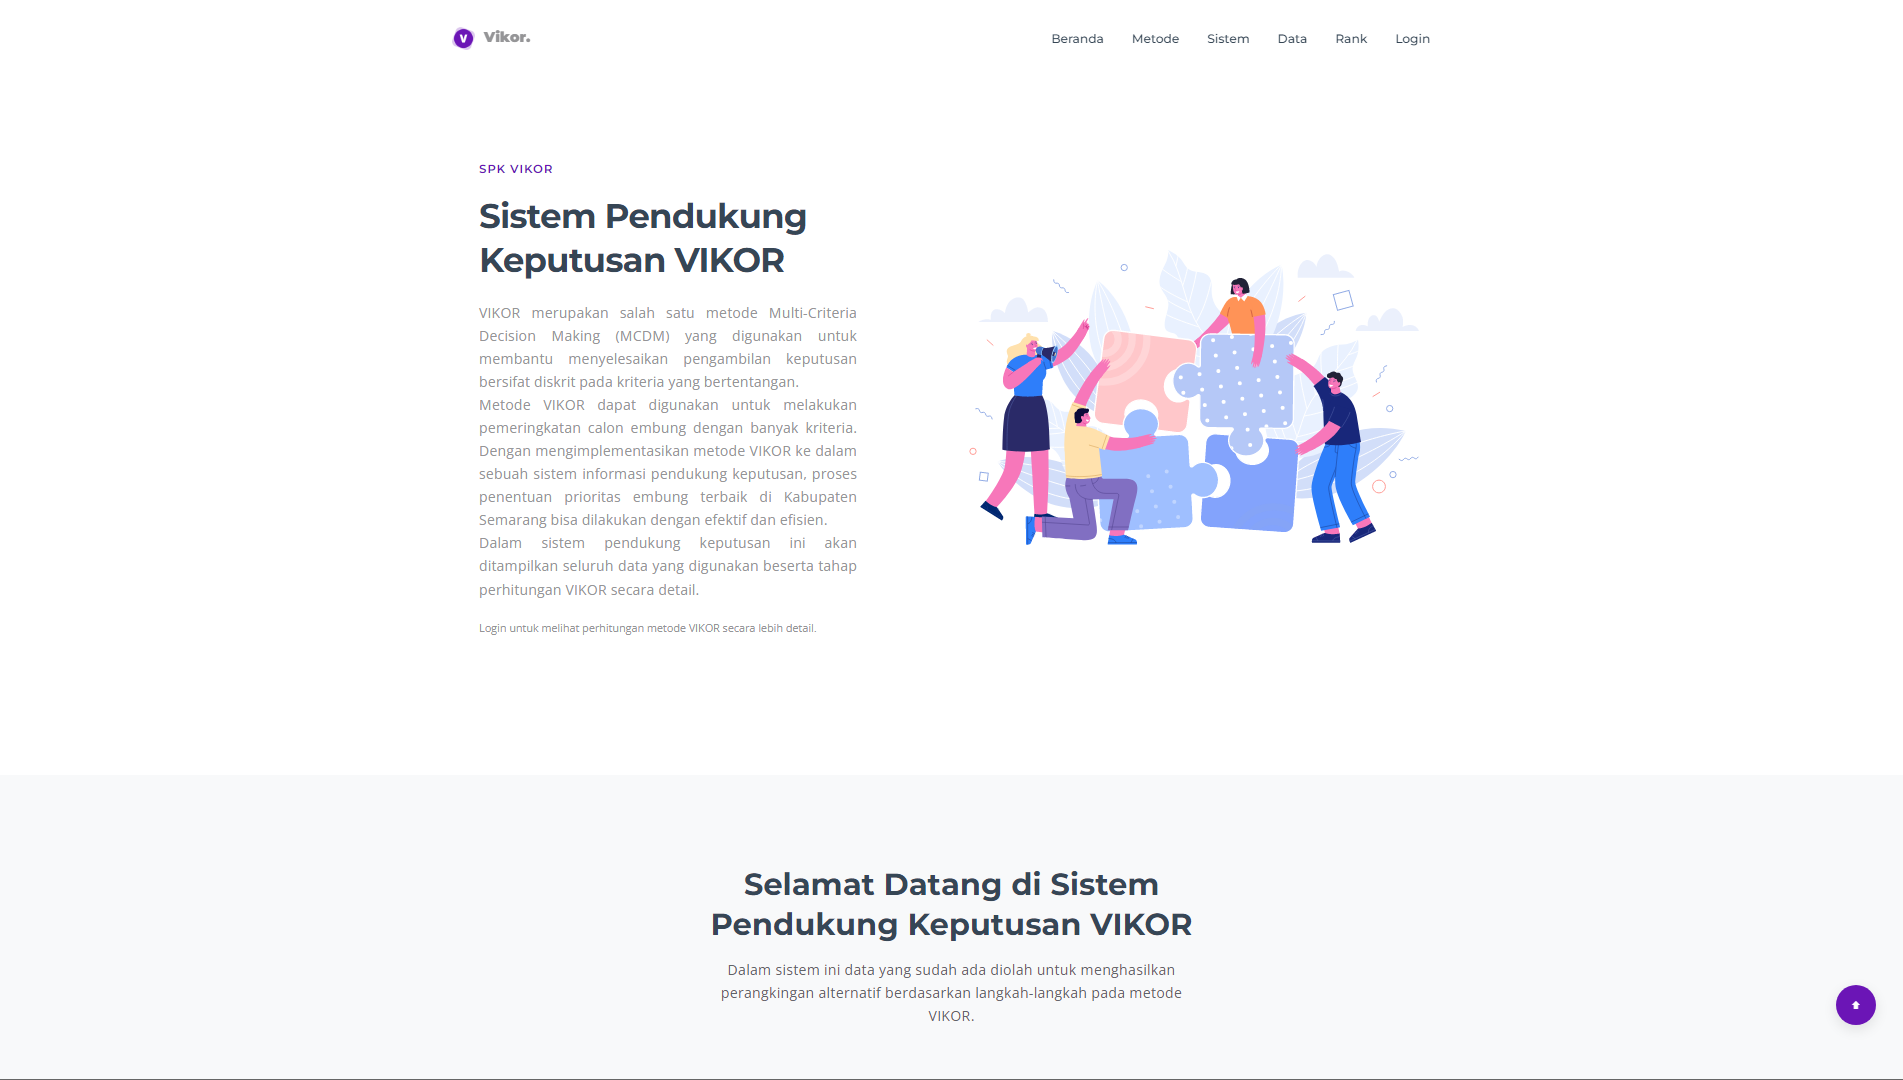 V Vikor.
Beranda Metode Sistem Data Rank Login
SPK VIKOR
Sistem Pendukung
Keputusan VIKOR
VIKOR merupakan salah satu metode Multi-Criteria
Decision Making (MCDM) yang digunakan untuk
membantu menyelesaikan pengambilan keputusan
bersifat diskrit pada kriteria yang bertentangan.
Metode VIKOR dapat digunakan untuk melakukan
pemeringkatan calon embung dengan banyak kriteria.
Dengan mengimplementasikan metode VIKOR ke dalam
sebuah sistem informasi pendukung keputusan, proses
penentuan prioritas embung terbaik di Kabupaten
Semarang bisa dilakukan dengan efektif dan efisien.
Dalam sistem pendukung keputusan ini akan
ditampilkan seluruh data yang digunakan beserta tahap
perhitungan VIKOR secara detail.
Login untuk melihat perhitungan metode VIKOR secara lebih detail.
Selamat Datang di Sistem
Pendukung Keputusan VIKOR
Dalam sistem ini data yang sudah ada diolah untuk menghasilkan
perangkingan alternatif berdasarkan langkah-langkah pada metode
VIKOR.